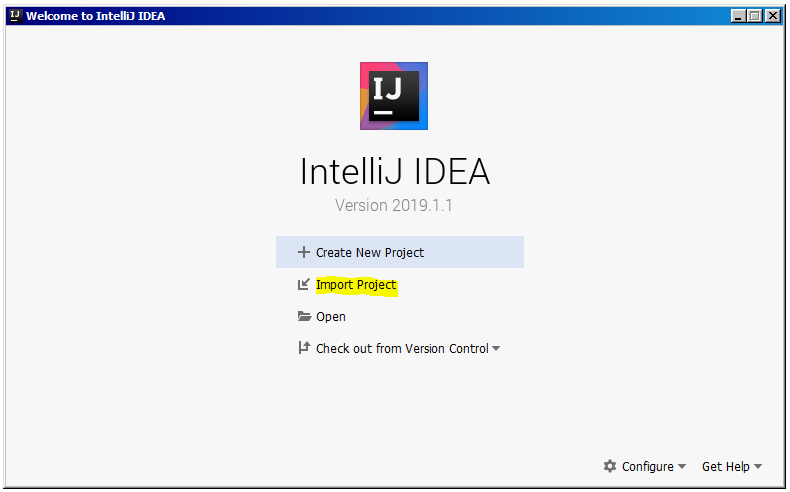 Welcome to IntelliJ IDEA
IJ
IntelliJ IDEA
Version 2019.1.1
Create New Project
Import Project
Open
Check out from Version Control
Configure Get Help